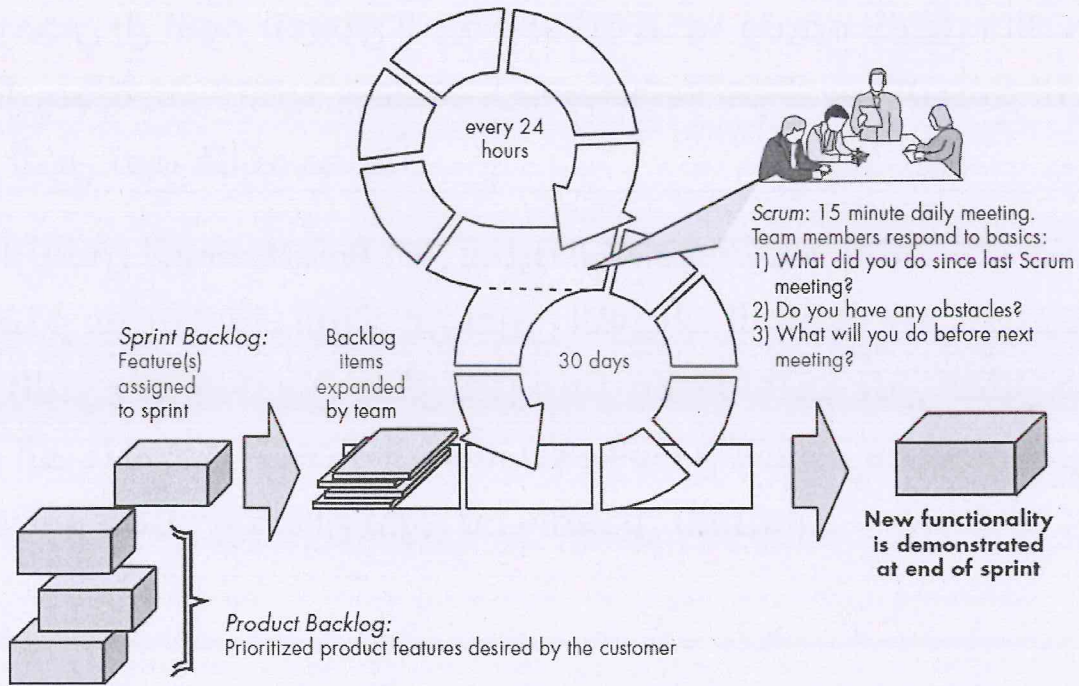 every 24
hours
Scrum: 15 minute daily meeting.
Team members respond to basics:
1) What did you do since last Scrum
meeting?
2) Do you have any obstacles?
3) What will you do before next
meeting?
30 days
Sprint Backlog:
Feature(s)
assigned
to sprint
Backlog
items
expanded
by team
New functionality
is demonstrated
at end of sprint
Product Backlog:
Prioritized product features desired by the customer